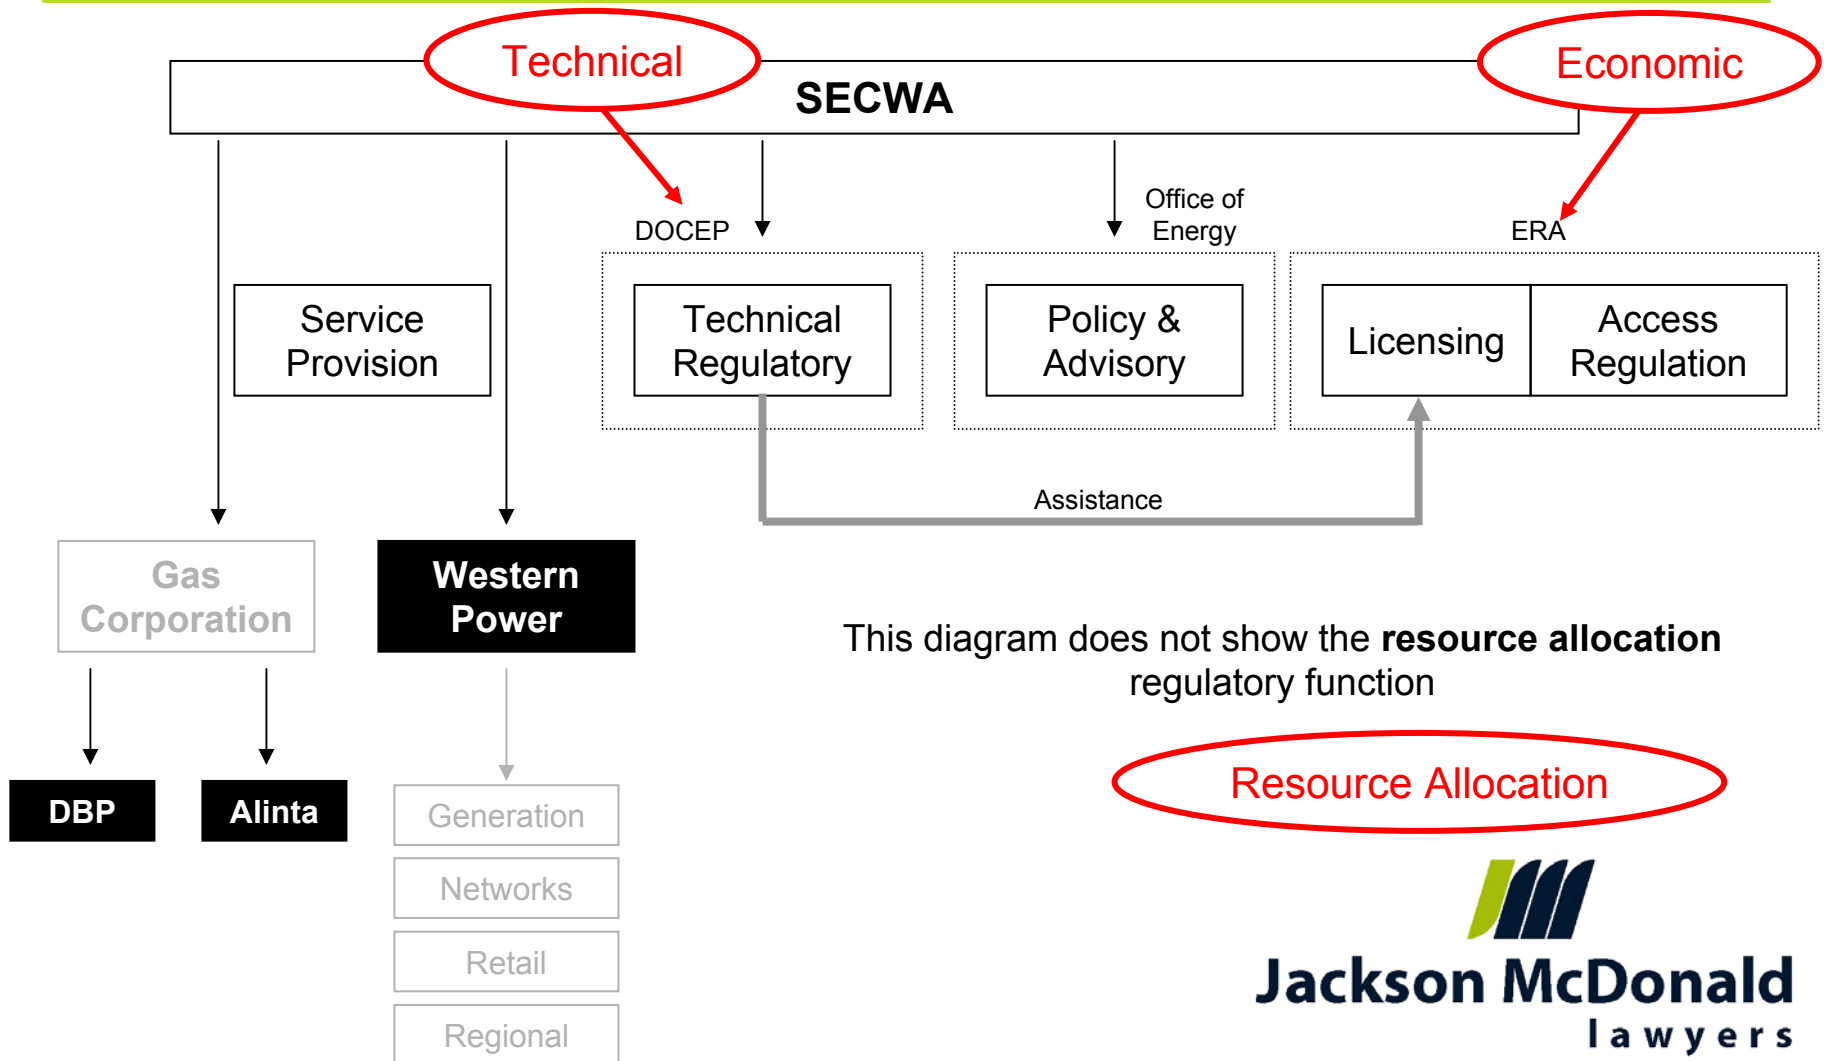 Technical
Economic
SECWA
Office of
Energy
DOCEP
ERA
Service
Provision
Technical
Regulatory
Policy &
Advisory
Licensing
Access
Regulation
Assistance
Gas
Corporation
Western
Power
This diagram does not show the resource allocation
regulatory function
Resource Allocation
DBP
Alinta
Generation
Networks
Retail
Regional
Jackson McDonald
lawyers